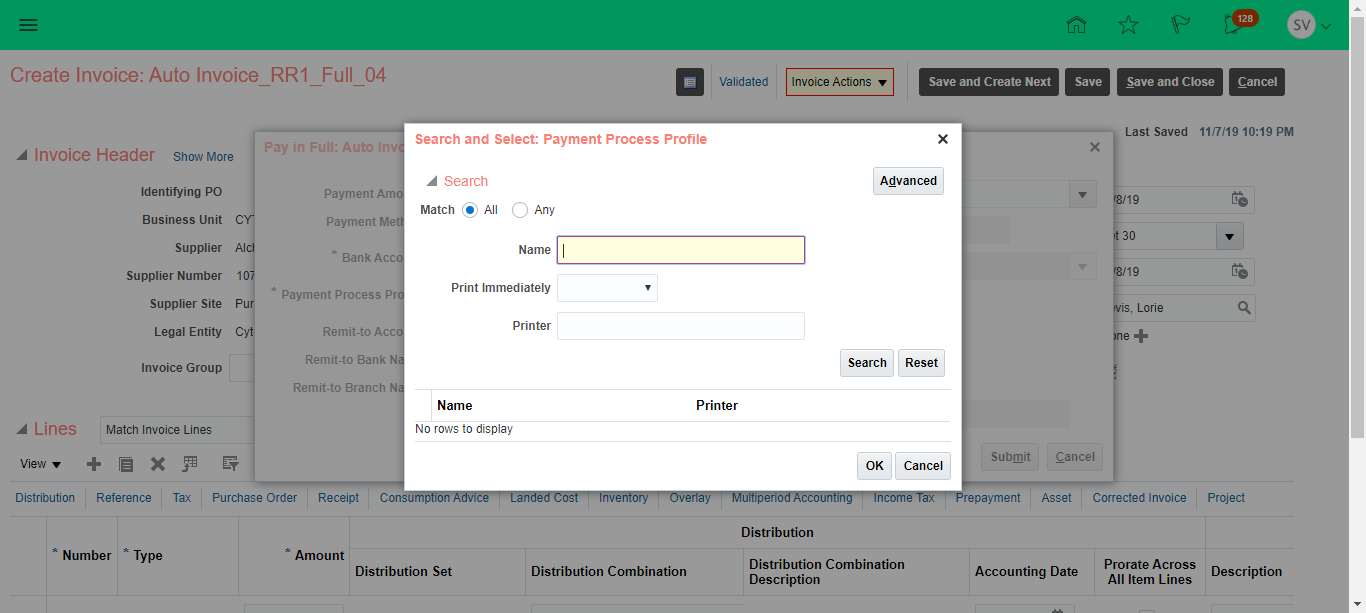 128
SV
Create Invoice: Auto Invoice_RR1_Full_04
Validated
Invoice Actions
Save and Create Next
Save
Save and Close
Cancel
Last Saved 11/7/19 10:19 PM
Invoice Header
Show More
Identifying PO
Business Unit CY
Supplier Alc
Supplier Number 107
Supplier Site Pur
Legal Entity Cyt
Invoice Group
Pay in Full: Auto Invo
Payment Amo
Payment Meth
* Bank Acco
* Payment Process Pro
Remit-to Acco
Remit-to Bank Na
Remit-to Branch Na
Submit
Cancel
/8/19
t 30
/8/19
evis, Lorie
one
Search and Select: Payment Process Profile
Search
Advanced
Match All Any
Name
Print Immediately
Printer
Search
Reset
Name Printer
No rows to display
OK
Cancel
Lines
Match Invoice Lines
View
Distribution Reference Tax Purchase Order Receipt Consumption Advice Landed Cost Inventory Overlay Multiperiod Accounting Income Tax Prepayment Asset Corrected Invoice Project
Distribution
* Number * Type * Amount
Distribution Set
Distribution Combination
Distribution Combination
Description
Accounting Date
Prorate Across
All Item Lines
Description